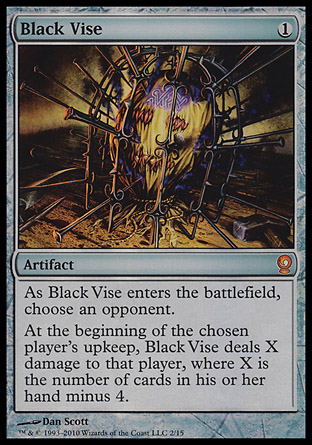 Black Vise 1
Artifact
As Black Vise enters the battlefield,
choose an opponent.
At the beginning of the chosen
player's upkeep, Black Vise deals X
damage to that player, where X is
the number of cards in his or her
hand minus 4.
Dan Scott
™ & © 1993–2010 Wizards of the Coast LLC 2/15